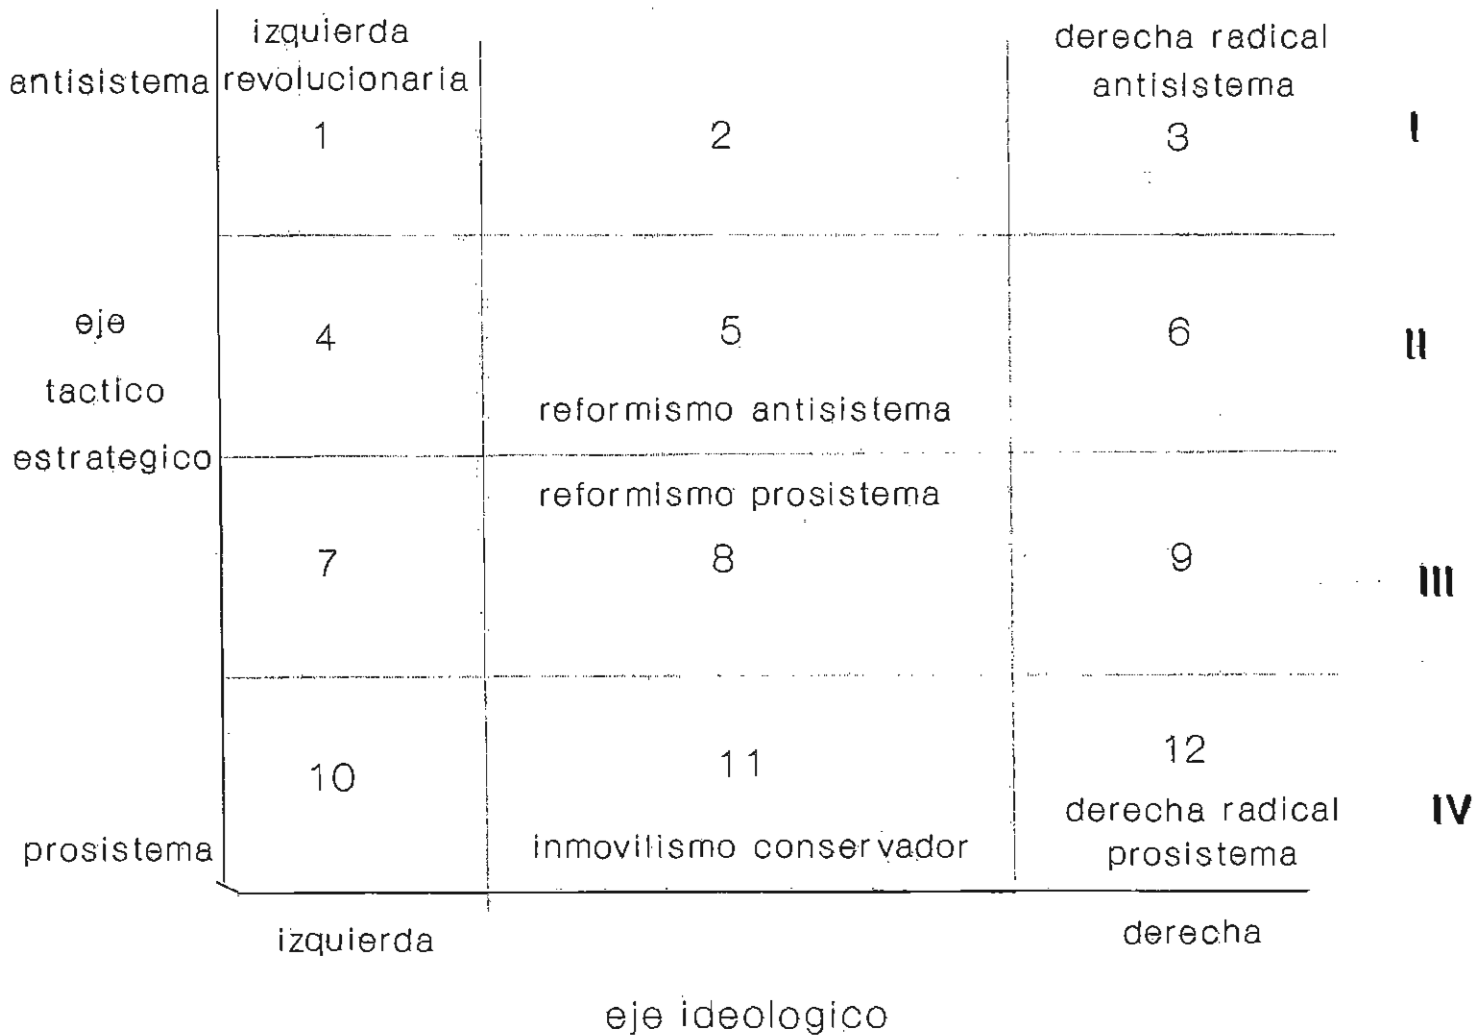 izquierda
derecha radical
antisistema revolucionaria
antisistema
1 2 3 I
eje 4 5 6 II
tactico
reformismo antisistema
estrategico
reformismo prosistema
7 8 9 III
10 11 12
derecha radical IV
prosistema inmovilismo conservador prosistema
izquierda derecha
eje ideologico